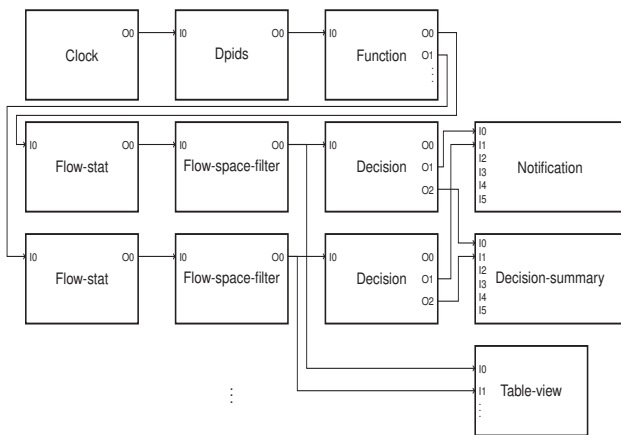 O0 I0 O0 I0 O0
Clock Dpids Function O1
I0 O0 I0 O0 I0 O0 I0
Flow-stat Flow-space-filter Decision O1 I1
O2 I2
I3 Notification
I4
I5
I0 O0 I0 O0 I0 O0 I0
Flow-stat Flow-space-filter Decision O1 I1
O2 I2
I3 Decision-summary
I4
I5
I0
I1 Table-view